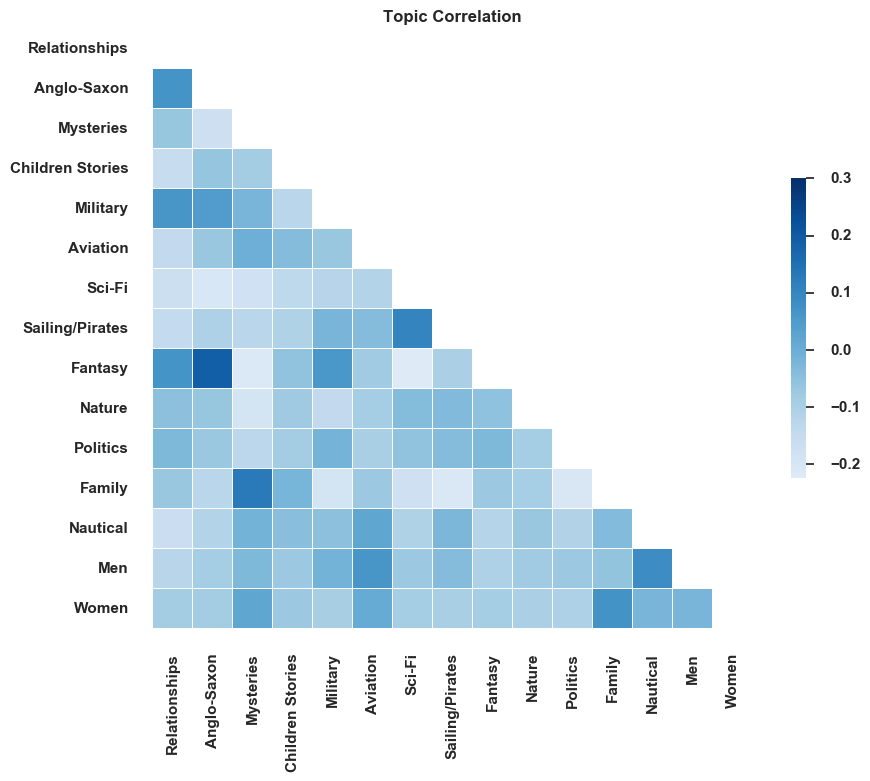 Topic Correlation
Relationships
Anglo-Saxon
Mysteries
Children Stories
Military
Aviation
Sci-Fi
Sailing/Pirates
Fantasy
Nature
Politics
Family
Nautical
Men
Women
0.3
0.2
0.1
0.0
−0.1
−0.2
Relationships
Anglo-Saxon
Mysteries
Children Stories
Military
Aviation
Sci-Fi
Sailing/Pirates
Fantasy
Nature
Politics
Family
Nautical
Men
Women